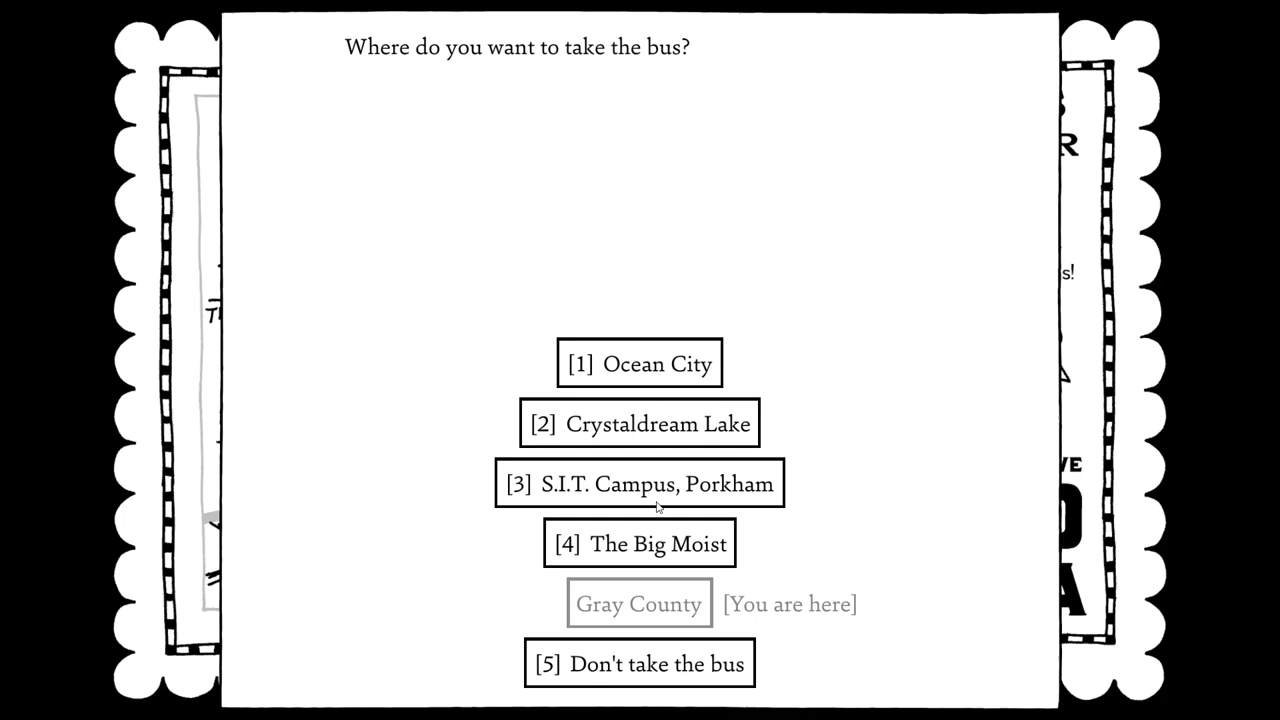 Where do you want to take the bus?
s!
[1] Ocean City
[2] Crystaldream Lake
[3] S.I.T. Campus, Porkham
[4] The Big Moist
Gray County [You are here]
[5] Don't take the bus